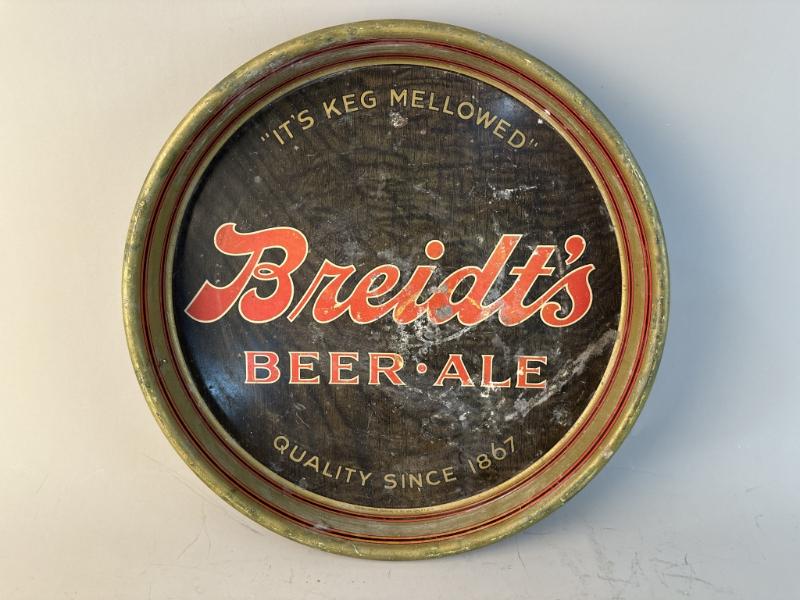 "IT'S KEG MELLOWED"
Breidt's
BEER · ALE
QUALITY SINCE 1867